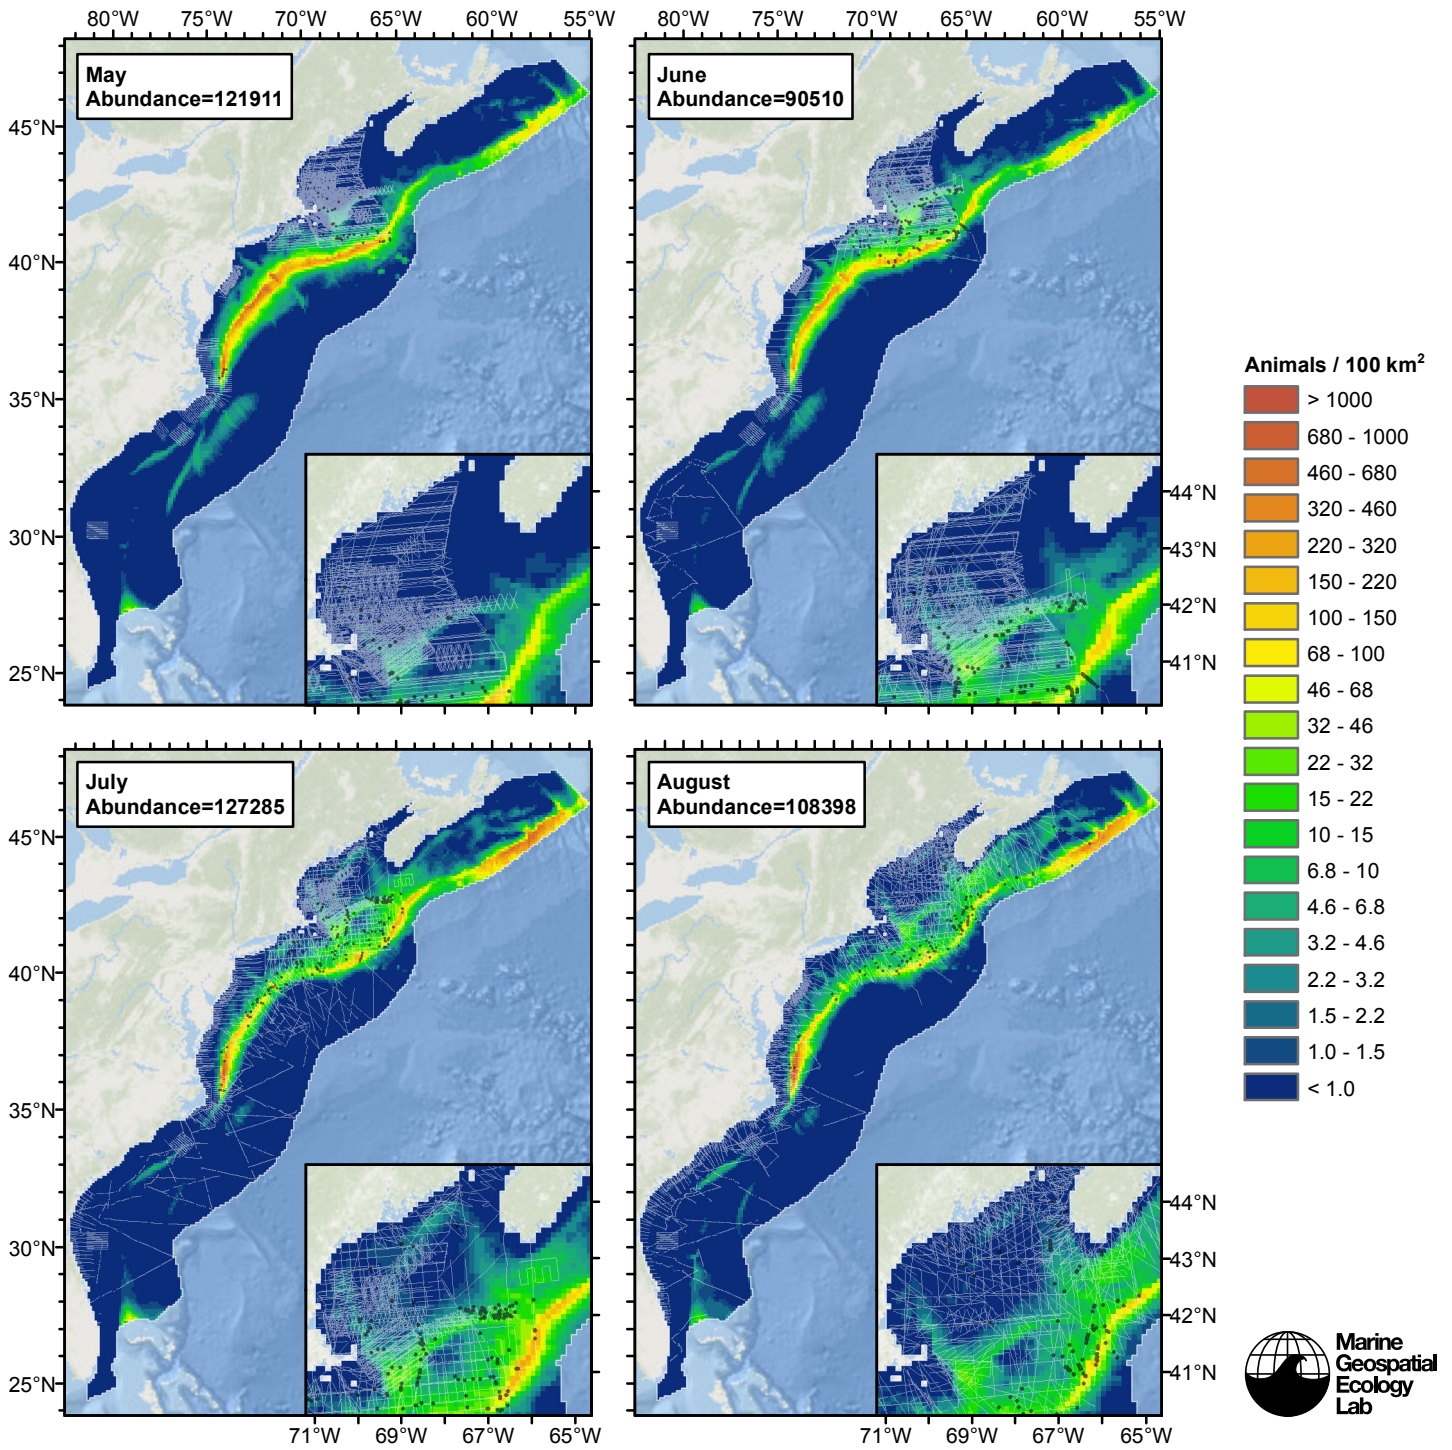 80°W 75°W 70°W 65°W 60°W 55°W
80°W 75°W 70°W 65°W 60°W 55°W
May
Abundance=121911
June
Abundance=90510
45°N
40°N
35°N
30°N
25°N
44°N
43°N
42°N
41°N
Animals / 100 km²
> 1000
680 - 1000
460 - 680
320 - 460
220 - 320
150 - 220
100 - 150
68 - 100
46 - 68
32 - 46
22 - 32
15 - 22
10 - 15
6.8 - 10
4.6 - 6.8
3.2 - 4.6
2.2 - 3.2
1.5 - 2.2
1.0 - 1.5
< 1.0
July
Abundance=127285
August
Abundance=108398
45°N
40°N
35°N
30°N
25°N
44°N
43°N
42°N
41°N
71°W 69°W 67°W 65°W
71°W 69°W 67°W 65°W
Marine
Geospatial
Ecology
Lab